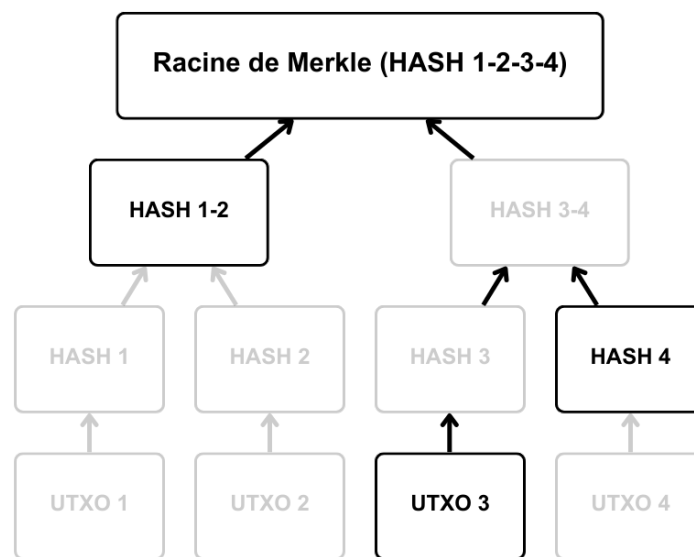 Racine de Merkle (HASH 1-2-3-4)
HASH 1-2
HASH 3-4
HASH 1
HASH 2
HASH 3
HASH 4
UTXO 1
UTXO 2
UTXO 3
UTXO 4